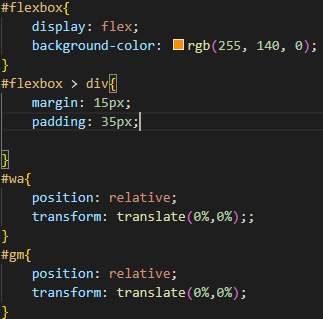 #flexbox{
    display: flex;
    background-color: rgb(255, 140, 0);
}
#flexbox > div{
    margin: 15px;
    padding: 35px;

}
#wa{
    position: relative;
    transform: translate(0%,0%);;
}
#gm{
    position: relative;
    transform: translate(0%,0%);
}